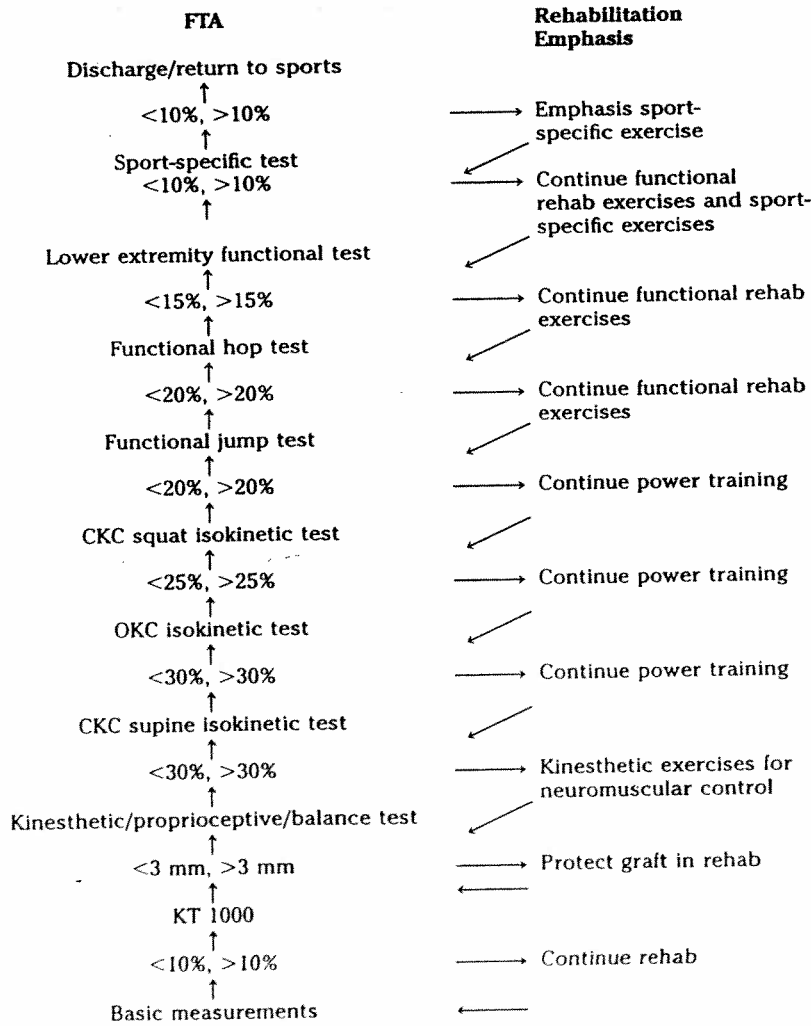 FTA
Rehabilitation
Emphasis
Discharge/return to sports
<10%, >10%
Emphasis sport-
specific exercise
Sport-specific test
<10%, >10%
Continue functional
rehab exercises and sport-
specific exercises
Lower extremity functional test
<15%, >15%
Continue functional rehab
exercises
Functional hop test
<20%, >20%
Continue functional rehab
exercises
Functional jump test
<20%, >20%
Continue power training
CKC squat isokinetic test
<25%, >25%
Continue power training
OKC isokinetic test
<30%, >30%
Continue power training
CKC supine isokinetic test
<30%, >30%
Kinesthetic exercises for
neuromuscular control
Kinesthetic/proprioceptive/balance test
<3 mm, >3 mm
Protect graft in rehab
KT 1000
<10%, >10%
Continue rehab
Basic measurements